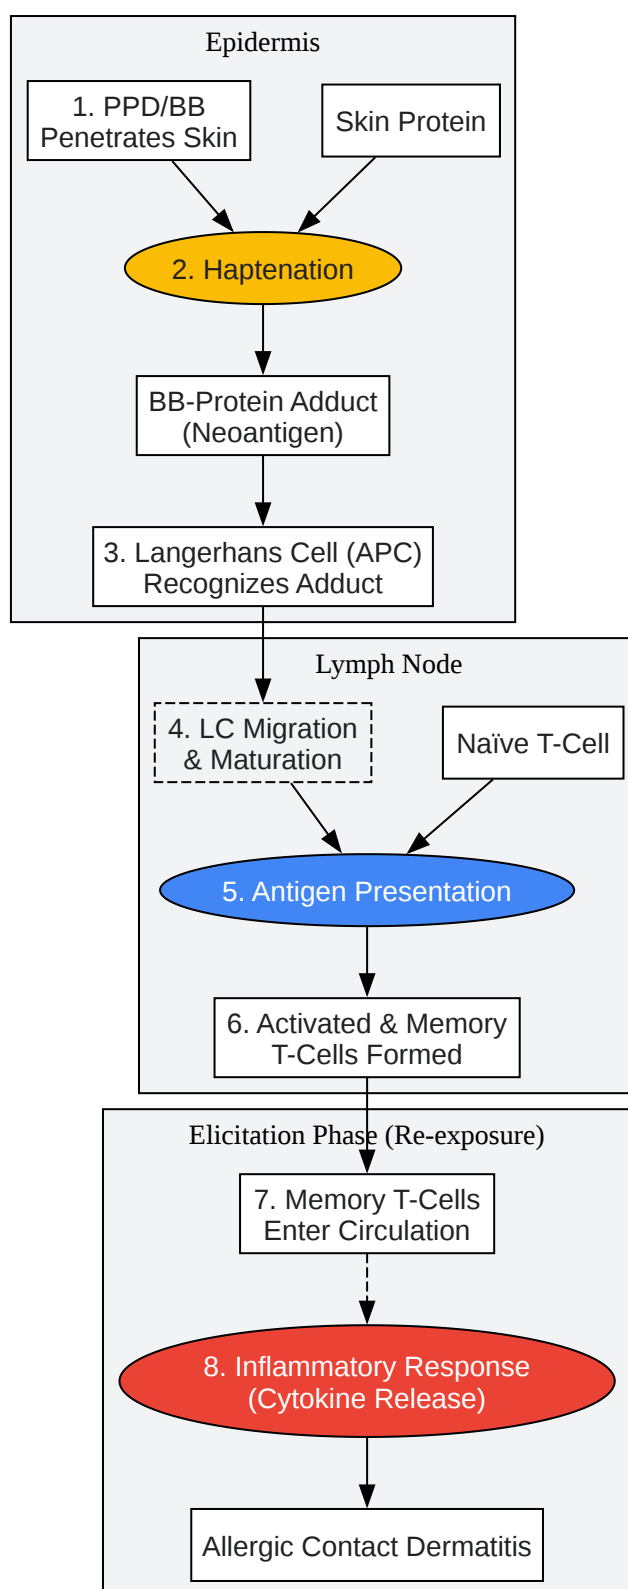 Epidermis
1. PPD/BB
Penetrates Skin
Skin Protein
2. Haptenation
BB-Protein Adduct
(Neoantigen)
3. Langerhans Cell (APC)
Recognizes Adduct
Lymph Node
4. LC Migration
& Maturation
Naïve T-Cell
5. Antigen Presentation
6. Activated & Memory
T-Cells Formed
Elicitation Phase (Re-exposure)
7. Memory T-Cells
Enter Circulation
8. Inflammatory Response
(Cytokine Release)
Allergic Contact Dermatitis